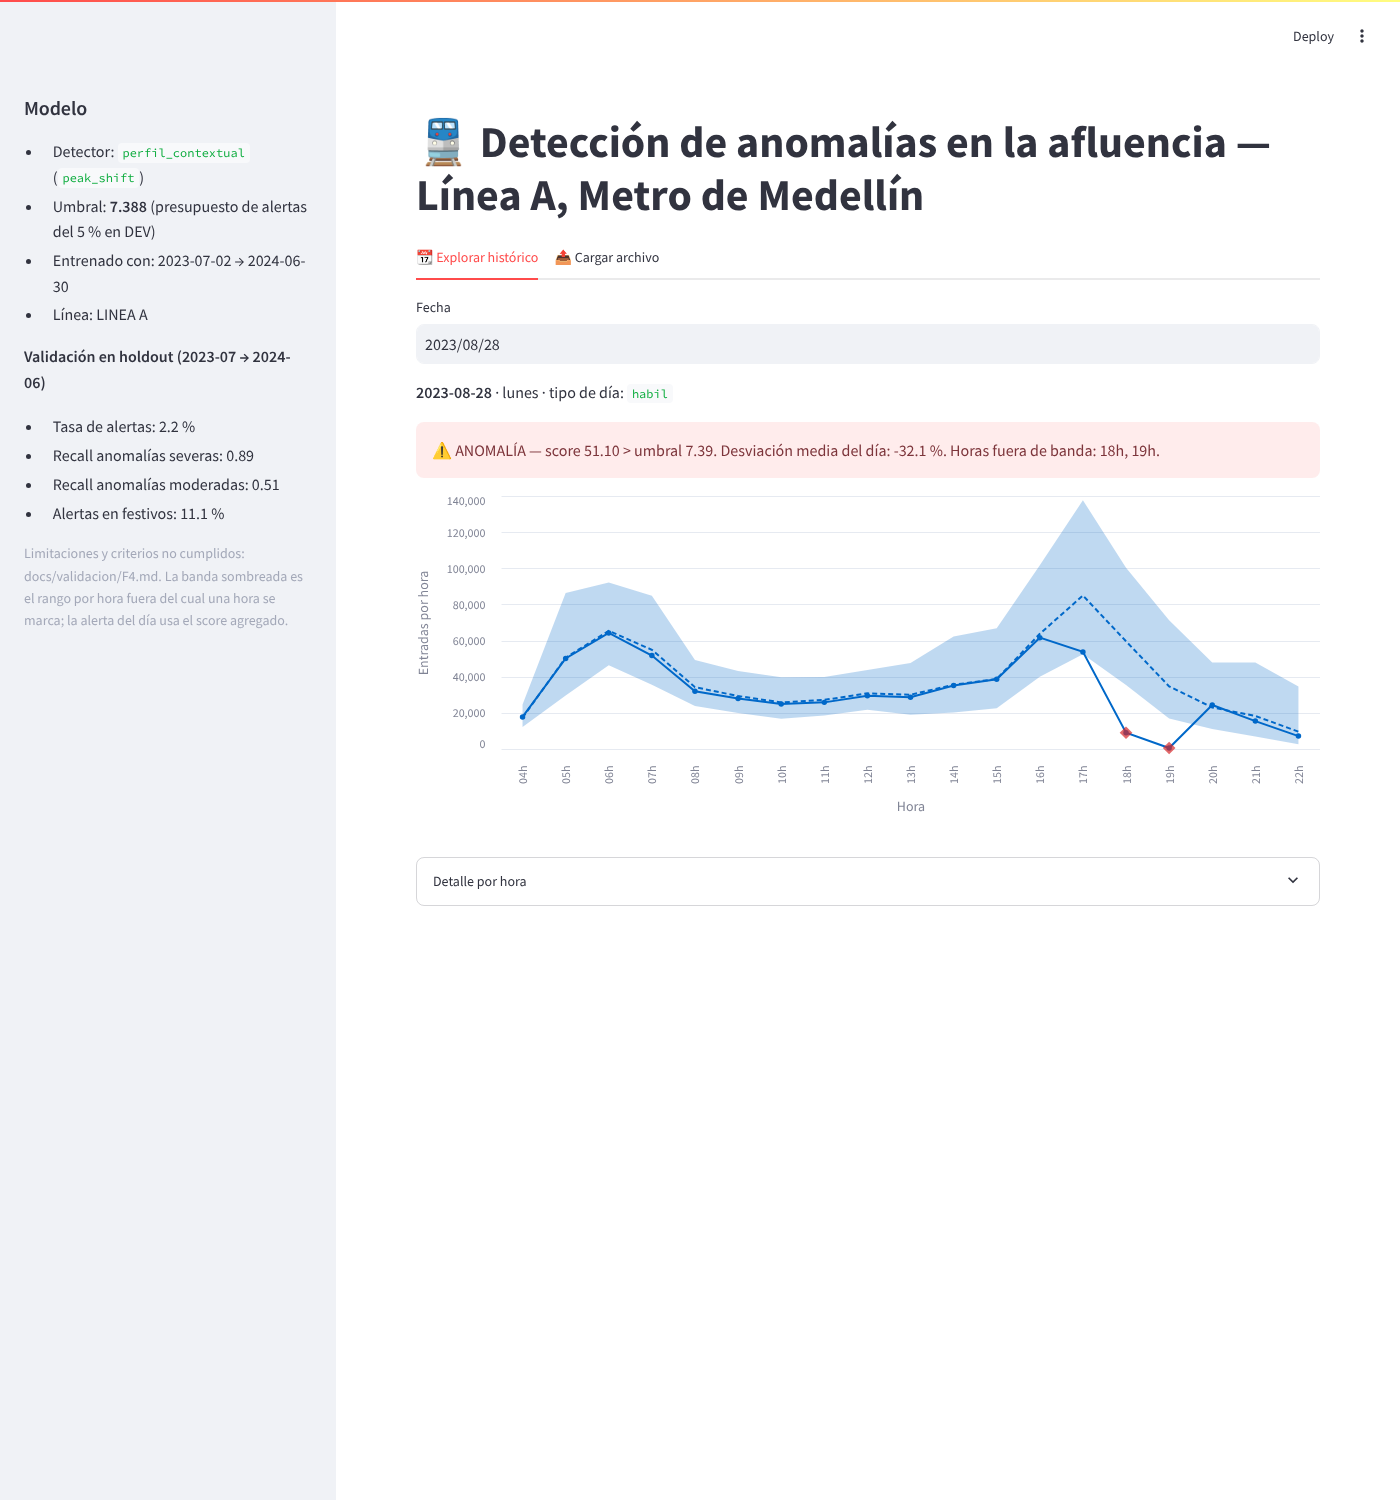 Deploy
Modelo
Detector: perfil_contextual
(peak_shift)
Umbral: 7.388 (presupuesto de alertas
del 5 % en DEV)
Entrenado con: 2023-07-02 → 2024-06-
30
Línea: LINEA A
Validación en holdout (2023-07 → 2024-
06)
Tasa de alertas: 2.2 %
Recall anomalías severas: 0.89
Recall anomalías moderadas: 0.51
Alertas en festivos: 11.1 %
Limitaciones y criterios no cumplidos:
docs/validacion/F4.md. La banda sombreada es
el rango por hora fuera del cual una hora se
marca; la alerta del día usa el score agregado.
🚆 Detección de anomalías en la afluencia —
Línea A, Metro de Medellín
📆 Explorar histórico 📤 Cargar archivo
Fecha
2023/08/28
2023-08-28 · lunes · tipo de día: habil
⚠️ ANOMALÍA — score 51.10 > umbral 7.39. Desviación media del día: -32.1 %. Horas fuera de banda: 18h, 19h.
Entradas por hora
140,000
120,000
100,000
80,000
60,000
40,000
20,000
0
04h 05h 06h 07h 08h 09h 10h 11h 12h 13h 14h 15h 16h 17h 18h 19h 20h 21h 22h
Hora
Detalle por hora